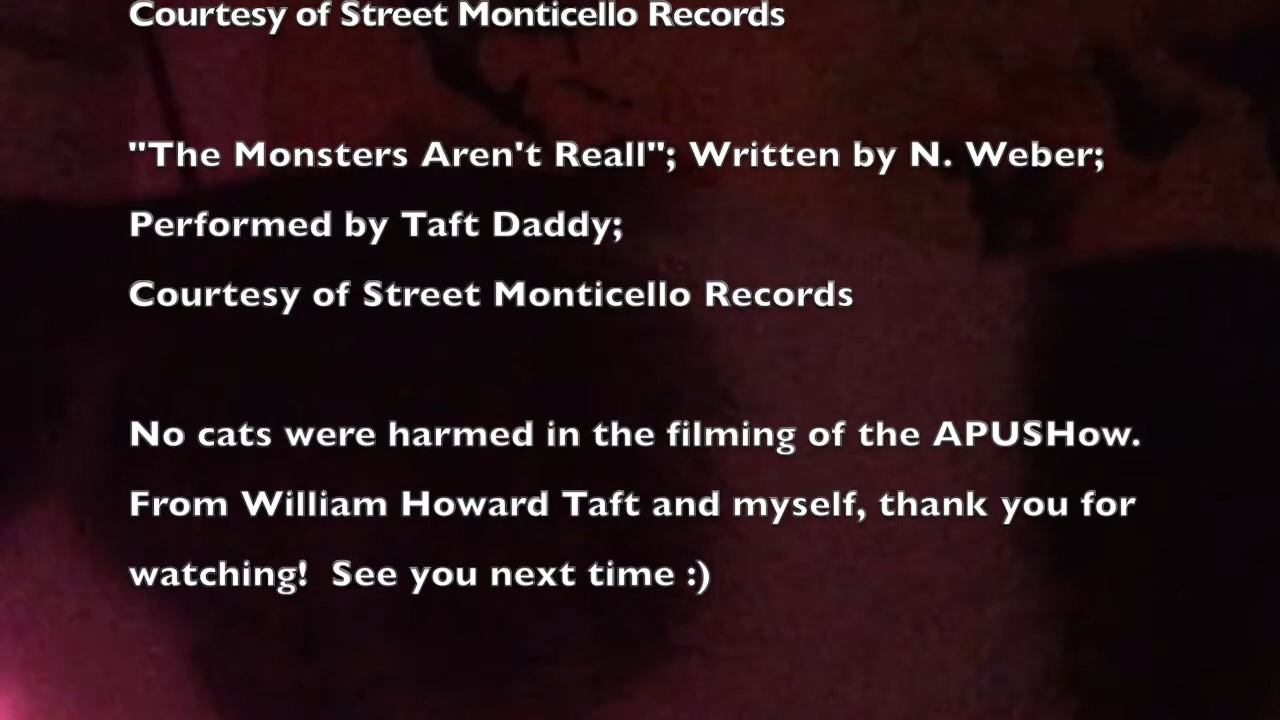 Courtesy of Street Monticello Records
"The Monsters Aren't Reall"; Written by N. Weber;
Performed by Taft Daddy;
Courtesy of Street Monticello Records
No cats were harmed in the filming of the APUSHow.
From William Howard Taft and myself, thank you for
watching!  See you next time :)